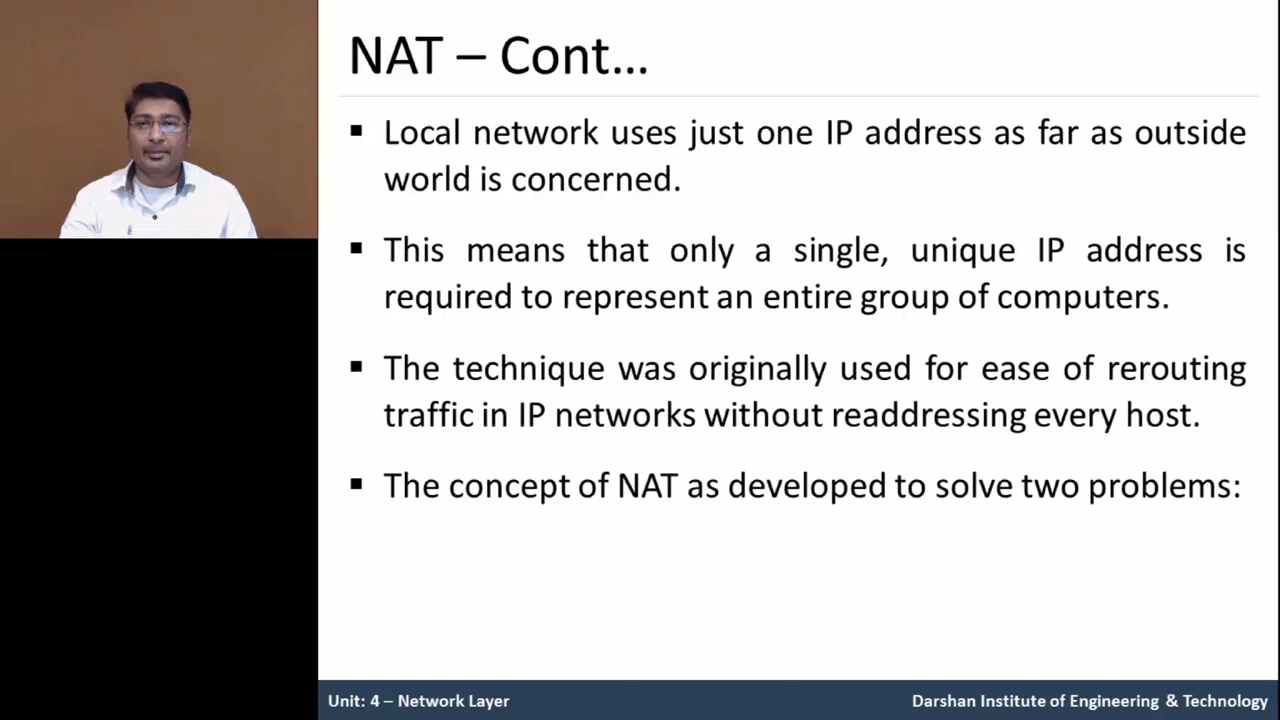 NAT – Cont...
▪ Local network uses just one IP address as far as outside
world is concerned.
▪ This means that only a single, unique IP address is
required to represent an entire group of computers.
▪ The technique was originally used for ease of rerouting
traffic in IP networks without readdressing every host.
▪ The concept of NAT as developed to solve two problems:
Unit: 4 – Network Layer
Darshan Institute of Engineering & Technology